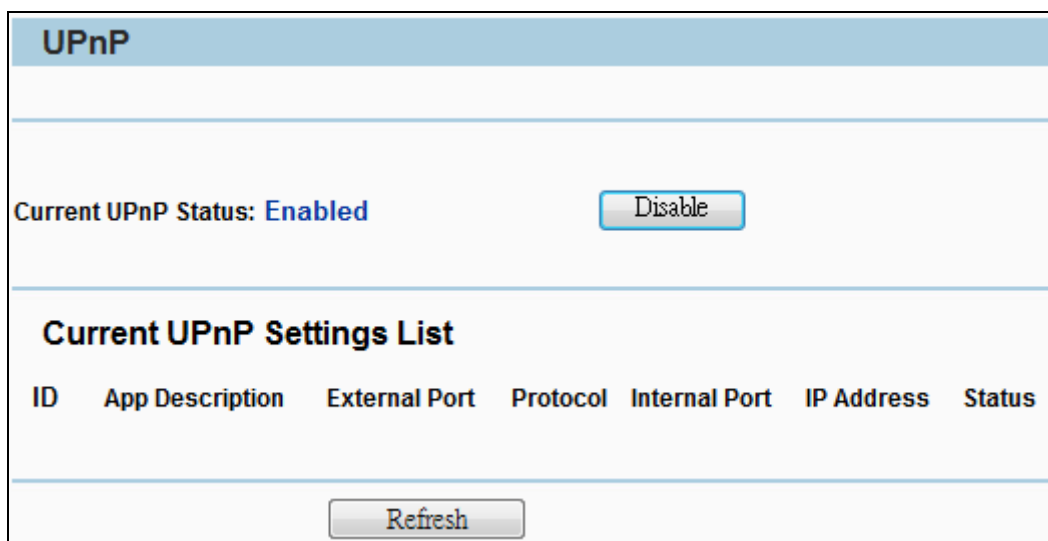 UPnP
Current UPnP Status: Enabled Disable
Current UPnP Settings List
ID App Description External Port Protocol Internal Port IP Address Status
Refresh